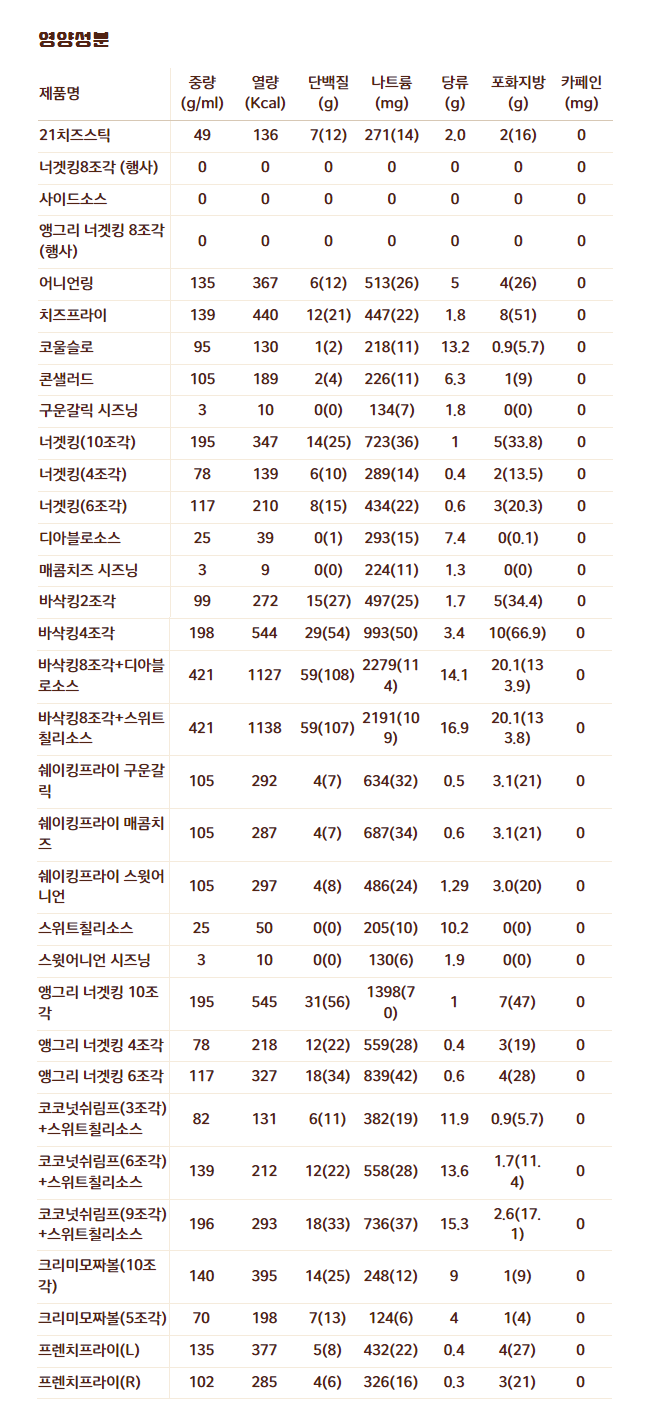 영양성분
제품명 중량 (g/ml) 열량 (Kcal) 단백질 (g) 나트륨 (mg) 당류 (g) 포화지방 (g) 카페인 (mg)
21치즈스틱 49 136 7(12) 271(14) 2.0 2(16) 0
너겟킹8조각 (행사) 0 0 0 0 0 0 0
사이드소스 0 0 0 0 0 0 0
앵그리 너겟킹 8조각 (행사) 0 0 0 0 0 0 0
어니언링 135 367 6(12) 513(26) 5 4(26) 0
치즈프라이 139 440 12(21) 447(22) 1.8 8(51) 0
코울슬로 95 130 1(2) 218(11) 13.2 0.9(5.7) 0
콘샐러드 105 189 2(4) 226(11) 6.3 1(9) 0
구운갈릭 시즈닝 3 10 0(0) 134(7) 1.8 0(0) 0
너겟킹(10조각) 195 347 14(25) 723(36) 1 5(33.8) 0
너겟킹(4조각) 78 139 6(10) 289(14) 0.4 2(13.5) 0
너겟킹(6조각) 117 210 8(15) 434(22) 0.6 3(20.3) 0
디아블로소스 25 39 0(1) 293(15) 7.4 0(0.1) 0
매콤치즈 시즈닝 3 9 0(0) 224(11) 1.3 0(0) 0
바삭킹2조각 99 272 15(27) 497(25) 1.7 5(34.4) 0
바삭킹4조각 198 544 29(54) 993(50) 3.4 10(66.9) 0
바삭킹8조각+디아블로소스 421 1127 59(108) 2279(114) 14.1 20.1(133.9) 0
바삭킹8조각+스위트칠리소스 421 1138 59(107) 2191(109) 16.9 20.1(133.8) 0
쉐이킹프라이 구운갈릭 105 292 4(7) 634(32) 0.5 3.1(21) 0
쉐이킹프라이 매콤치즈 105 287 4(7) 687(34) 0.6 3.1(21) 0
쉐이킹프라이 스윗어니언 105 297 4(8) 486(24) 1.29 3.0(20) 0
스위트칠리소스 25 50 0(0) 205(10) 10.2 0(0) 0
스윗어니언 시즈닝 3 10 0(0) 130(6) 1.9 0(0) 0
앵그리 너겟킹 10조각 195 545 31(56) 1398(70) 1 7(47) 0
앵그리 너겟킹 4조각 78 218 12(22) 559(28) 0.4 3(19) 0
앵그리 너겟킹 6조각 117 327 18(34) 839(42) 0.6 4(28) 0
코코넛쉬림프(3조각)+스위트칠리소스 82 131 6(11) 382(19) 11.9 0.9(5.7) 0
코코넛쉬림프(6조각)+스위트칠리소스 139 212 12(22) 558(28) 13.6 1.7(11.4) 0
코코넛쉬림프(9조각)+스위트칠리소스 196 293 18(33) 736(37) 15.3 2.6(17.1) 0
크리미모짜볼(10조각) 140 395 14(25) 248(12) 9 1(9) 0
크리미모짜볼(5조각) 70 198 7(13) 124(6) 4 1(4) 0
프렌치프라이(L) 135 377 5(8) 432(22) 0.4 4(27) 0
프렌치프라이(R) 102 285 4(6) 326(16) 0.3 3(21) 0